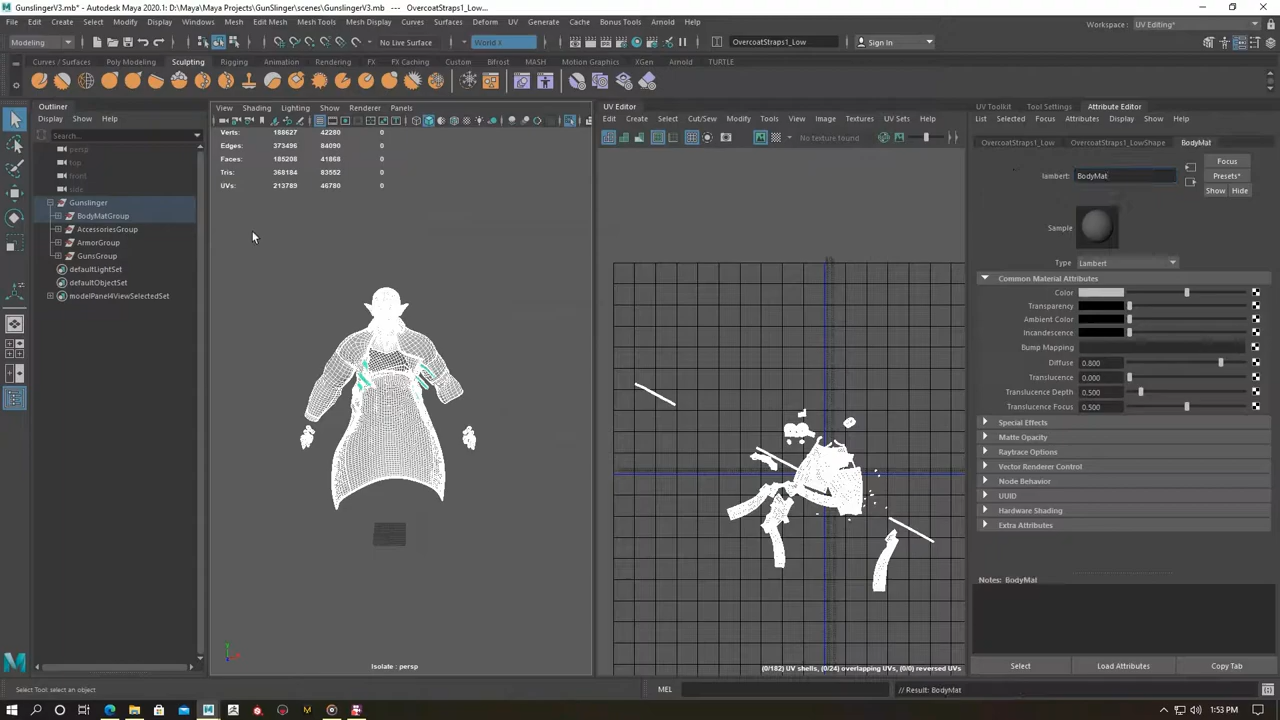 GunslingerV3.mb* - Autodesk Maya 2020.1: D:\Maya\Maya Projects\GunSlinger\scenes\GunslingerV3.mb* --- OvercoatStraps1_Low...
File Edit Create Select Modify Display Windows Mesh Edit Mesh Mesh Tools Mesh Display Curves Surfaces Deform UV Generate Cache Bonus Tools Arnold Help
Workspace : UV Editing*
Modeling No Live Surface World X OvercoatStraps1_Low Sign In
Curves / Surfaces Poly Modeling Sculpting Rigging Animation Rendering FX FX Caching Custom Bifrost MASH Motion Graphics XGen Arnold TURTLE
Outliner
Display Show Help
Search...
persp
top
front
side
Gunslinger
BodyMatGroup
AccessoriesGroup
ArmorGroup
GunsGroup
defaultLightSet
defaultObjectSet
modelPanel4ViewSelectedSet
View Shading Lighting Show Renderer Panels
Verts: 188627 42280 0
Edges: 373496 84090 0
Faces: 185208 41868 0
Tris: 368184 83552 0
UVs: 213789 46780 0
Isolate : persp
UV Editor
Edit Create Select Cut/Sew Modify Tools View Image Textures UV Sets Help
No texture found
(0/182) UV shells, (0/24) overlapping UVs, (0/0) reversed UVs
UV Toolkit Tool Settings Attribute Editor
List Selected Focus Attributes Display Show Help
OvercoatStraps1_Low OvercoatStraps1_LowShape BodyMat
lambert: BodyMat
Focus
Presets*
Show Hide
Sample
Type Lambert
Common Material Attributes
Color
Transparency
Ambient Color
Incandescence
Bump Mapping
Diffuse 0.800
Translucence 0.000
Translucence Depth 0.500
Translucence Focus 0.500
Special Effects
Matte Opacity
Raytrace Options
Vector Renderer Control
Node Behavior
UUID
Hardware Shading
Extra Attributes
Notes: BodyMat
Select Load Attributes Copy Tab
Select Tool: select an object
MEL
// Result: BodyMat
1:53 PM